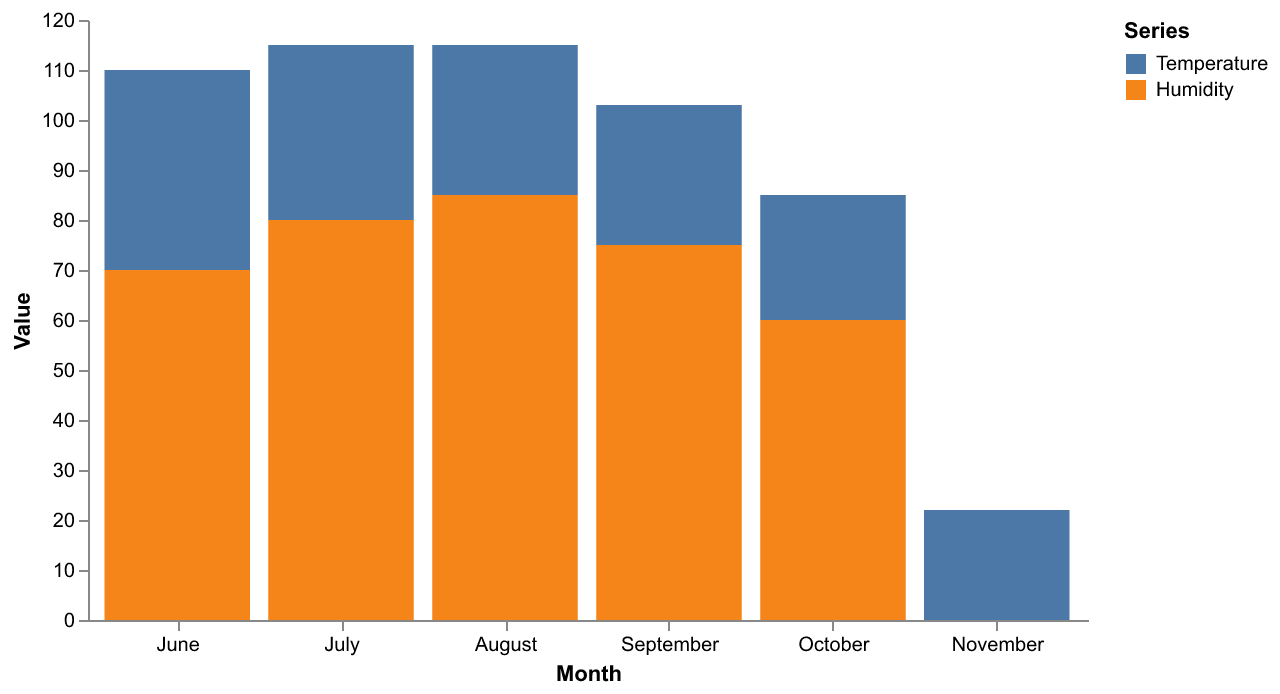 120
110
100
90
80
70
60
50
40
30
20
10
0
Value
June
July
August
September
October
November
Month
Series
Temperature
Humidity